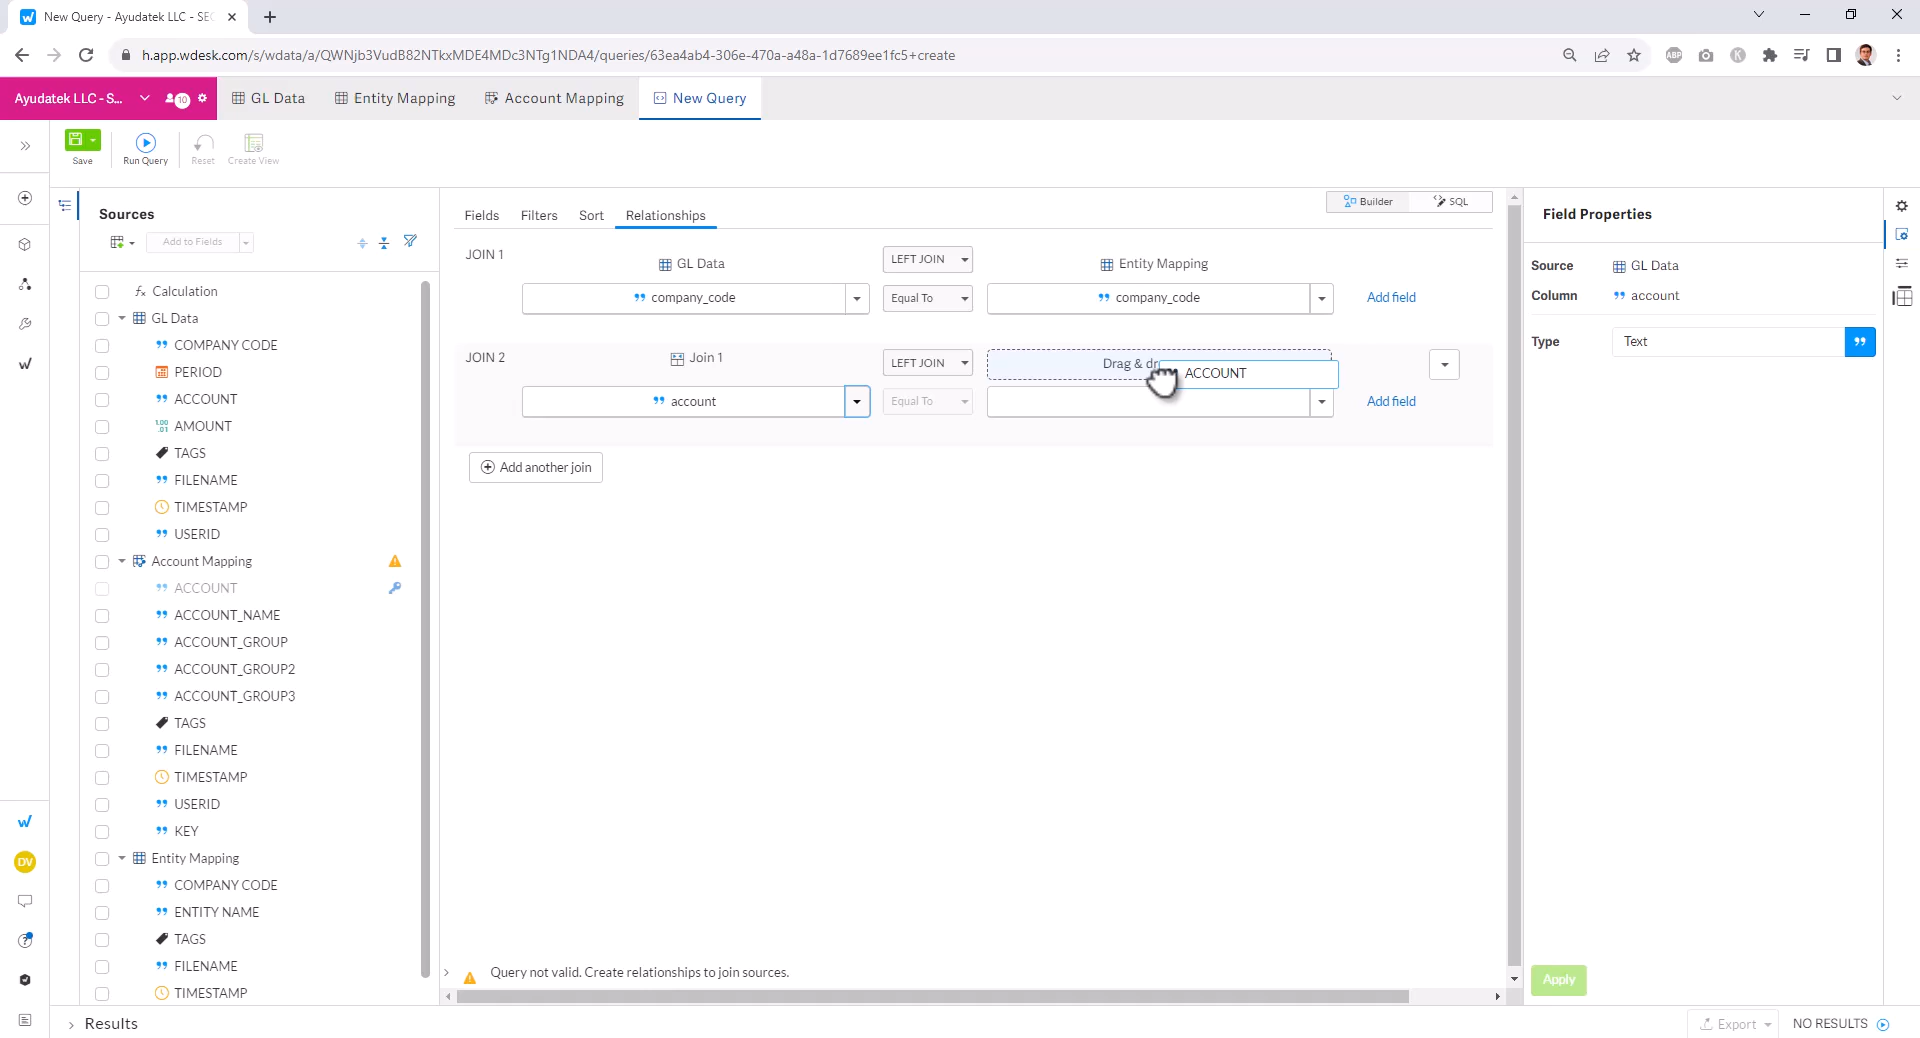 New Query - Ayudatek LLC - SEC
h.app.wdesk.com/s/wdata/a/QWNjb3VudB82NTkxMDE4MDc3NTg1NDA4/queries/63ea4ab4-306e-470a-a48a-1d7689ee1fc5+create
ABP
K
Ayudatek LLC - S...
10
GL Data
Entity Mapping
Account Mapping
New Query
Save
Run Query
Reset
Create View
Sources
Add to Fields
Calculation
GL Data
COMPANY CODE
PERIOD
ACCOUNT
AMOUNT
TAGS
FILENAME
TIMESTAMP
USERID
Account Mapping
ACCOUNT
ACCOUNT_NAME
ACCOUNT_GROUP
ACCOUNT_GROUP2
ACCOUNT_GROUP3
TAGS
FILENAME
TIMESTAMP
USERID
KEY
Entity Mapping
COMPANY CODE
ENTITY NAME
TAGS
FILENAME
TIMESTAMP
DV
Fields
Filters
Sort
Relationships
Builder
SQL
JOIN 1
GL Data
LEFT JOIN
Entity Mapping
company_code
Equal To
company_code
Add field
JOIN 2
Join 1
LEFT JOIN
Drag & dr
ACCOUNT
account
Equal To
Add field
Add another join
Query not valid. Create relationships to join sources.
Field Properties
Source
GL Data
Column
account
Type
Text
Apply
Results
Export
NO RESULTS